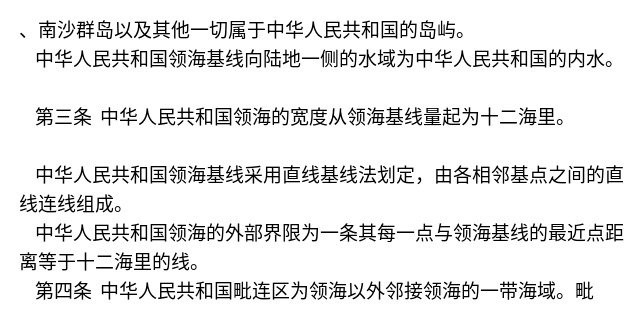 、南沙群岛以及其他一切属于中华人民共和国的岛屿。
中华人民共和国领海基线向陆地一侧的水域为中华人民共和国的内水。
第三条 中华人民共和国领海的宽度从领海基线量起为十二海里。
中华人民共和国领海基线采用直线基线法划定，由各相邻基点之间的直
线连线组成。
中华人民共和国领海的外部界限为一条其每一点与领海基线的最近点距
离等于十二海里的线。
第四条 中华人民共和国毗连区为领海以外邻接领海的一带海域。毗